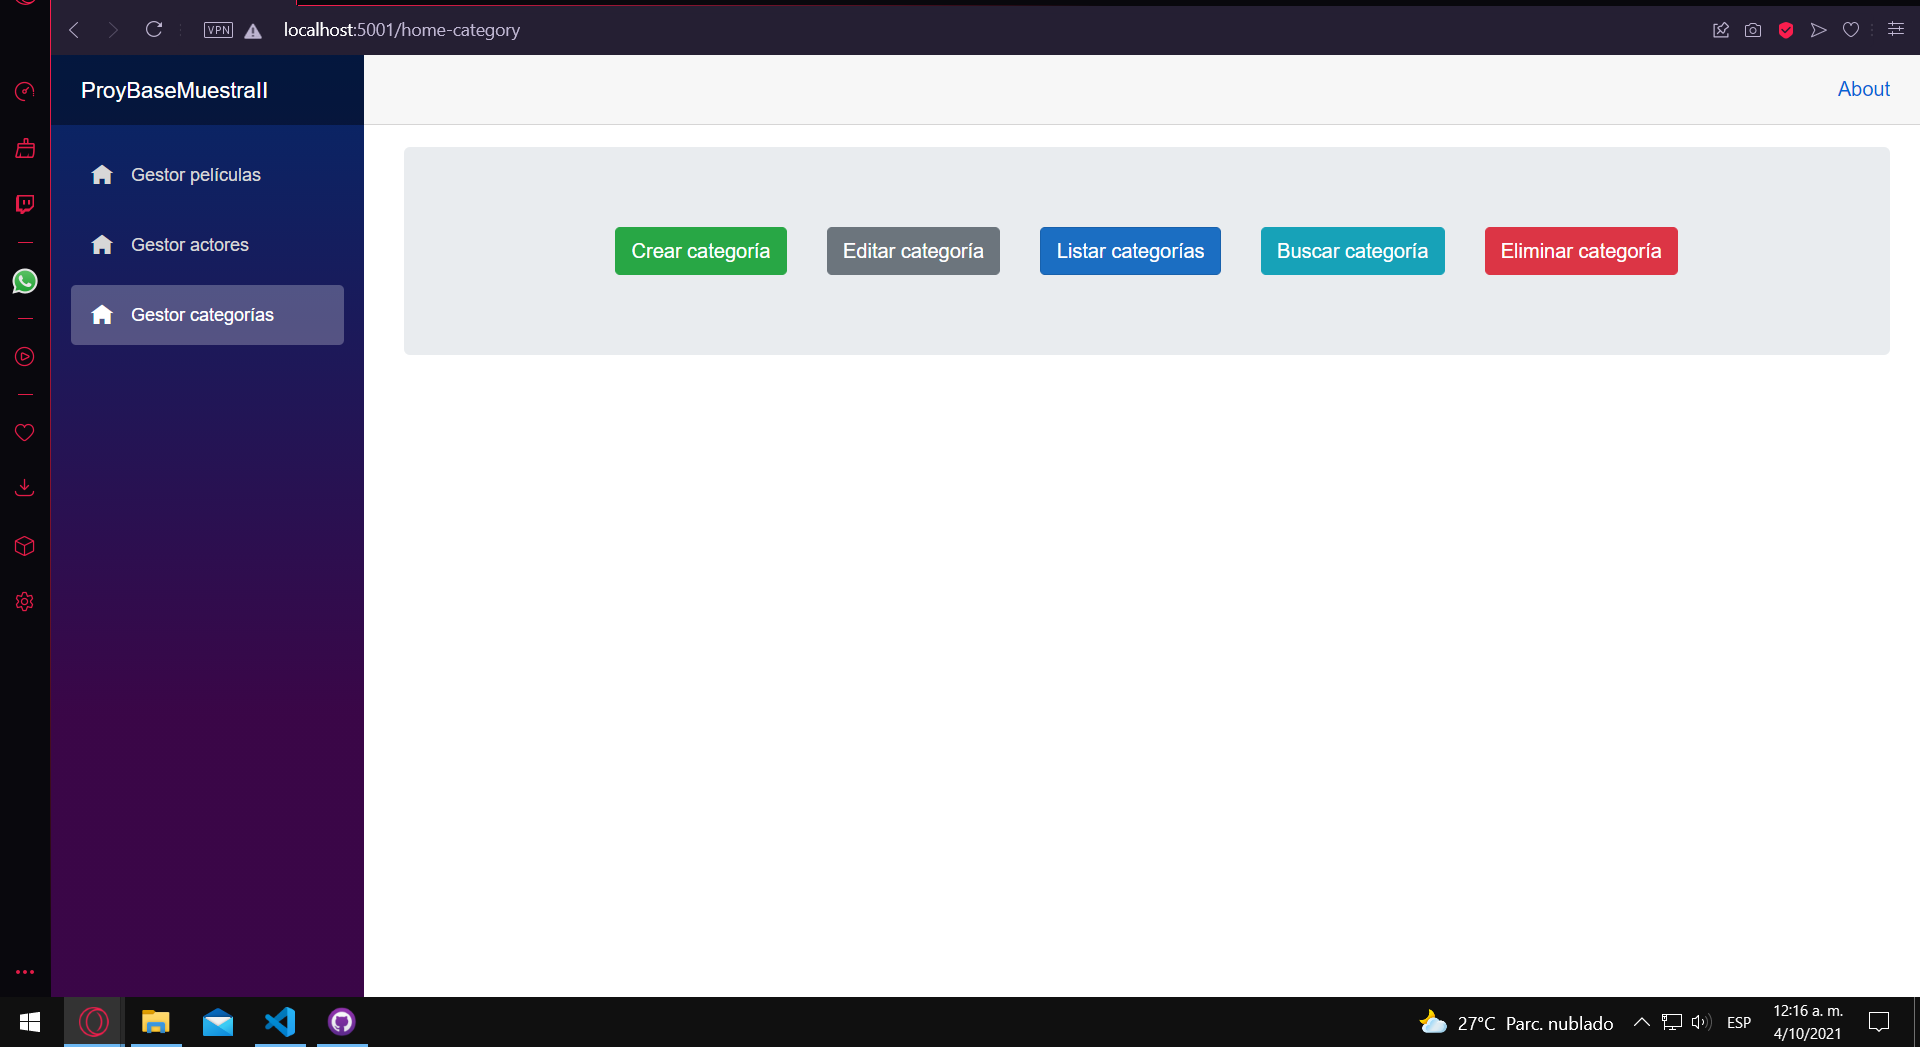 VPN
localhost:5001/home-category
ProyBaseMuestraII
About
Gestor películas
Gestor actores
Gestor categorías
Crear categoría
Editar categoría
Listar categorías
Buscar categoría
Eliminar categoría
27°C Parc. nublado
ESP
12:16 a. m.
4/10/2021